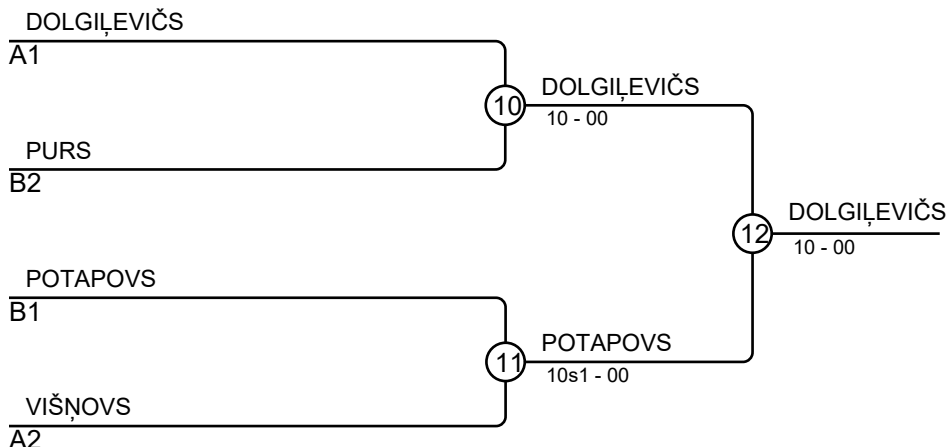 DOLGIĻEVIČS
A1
10
DOLGIĻEVIČS
10 - 00
PURS
B2
12
DOLGIĻEVIČS
10 - 00
POTAPOVS
B1
11
POTAPOVS
10s1 - 00
VIŠŅOVS
A2